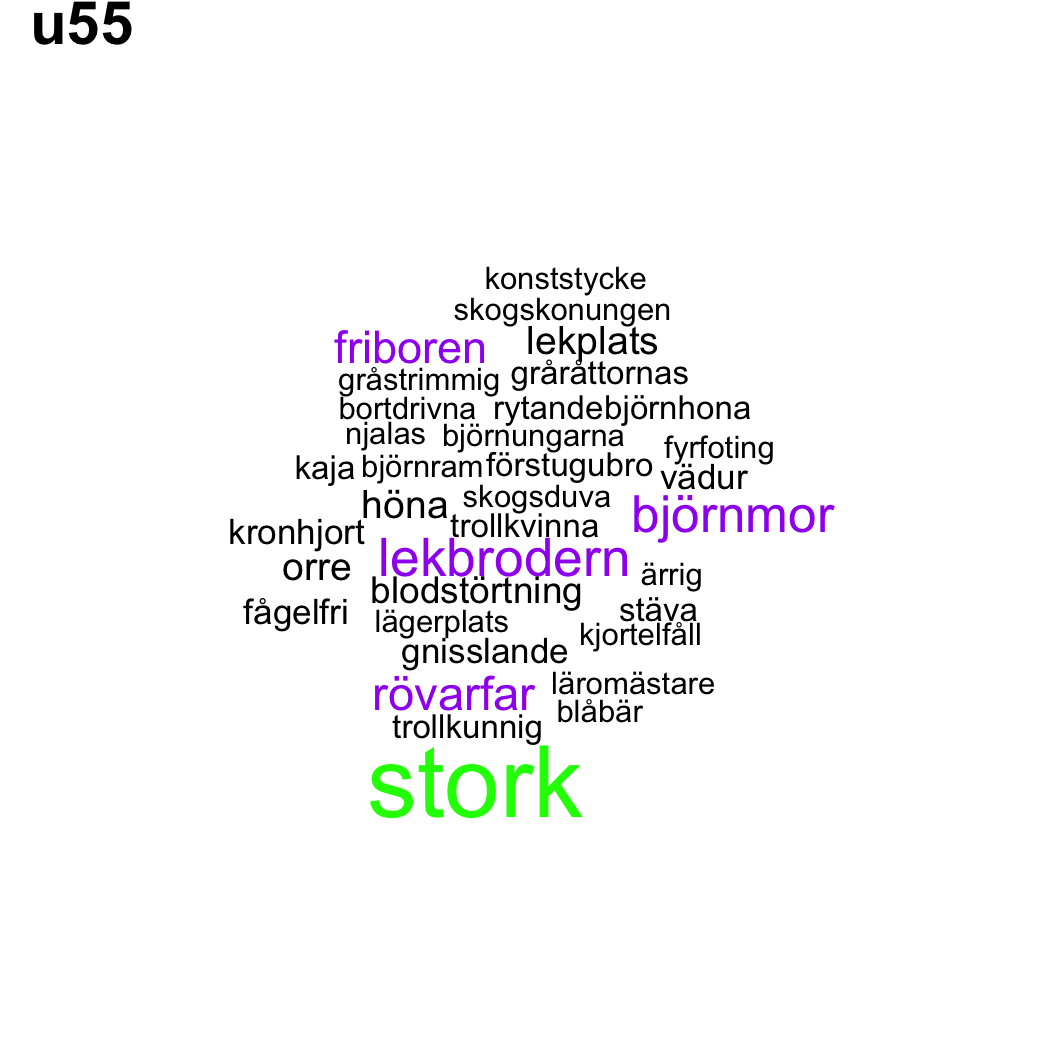 u55
konststycke
skogskonungen
friboren lekplats
gråstrimmig gråråttornas
bortdrivna rytandebjörnhona
njalas björnungarna fyrfoting
kaja björnram förstugubro vädur
höna skogsduva björnmor
kronhjort trollkvinna
orre lekbrodern ärrig
fågelfri blodstörtning stäva
lägerplats kjortelfåll
gnisslande
rövarfar läromästare
trollkunnig blåbär
stork